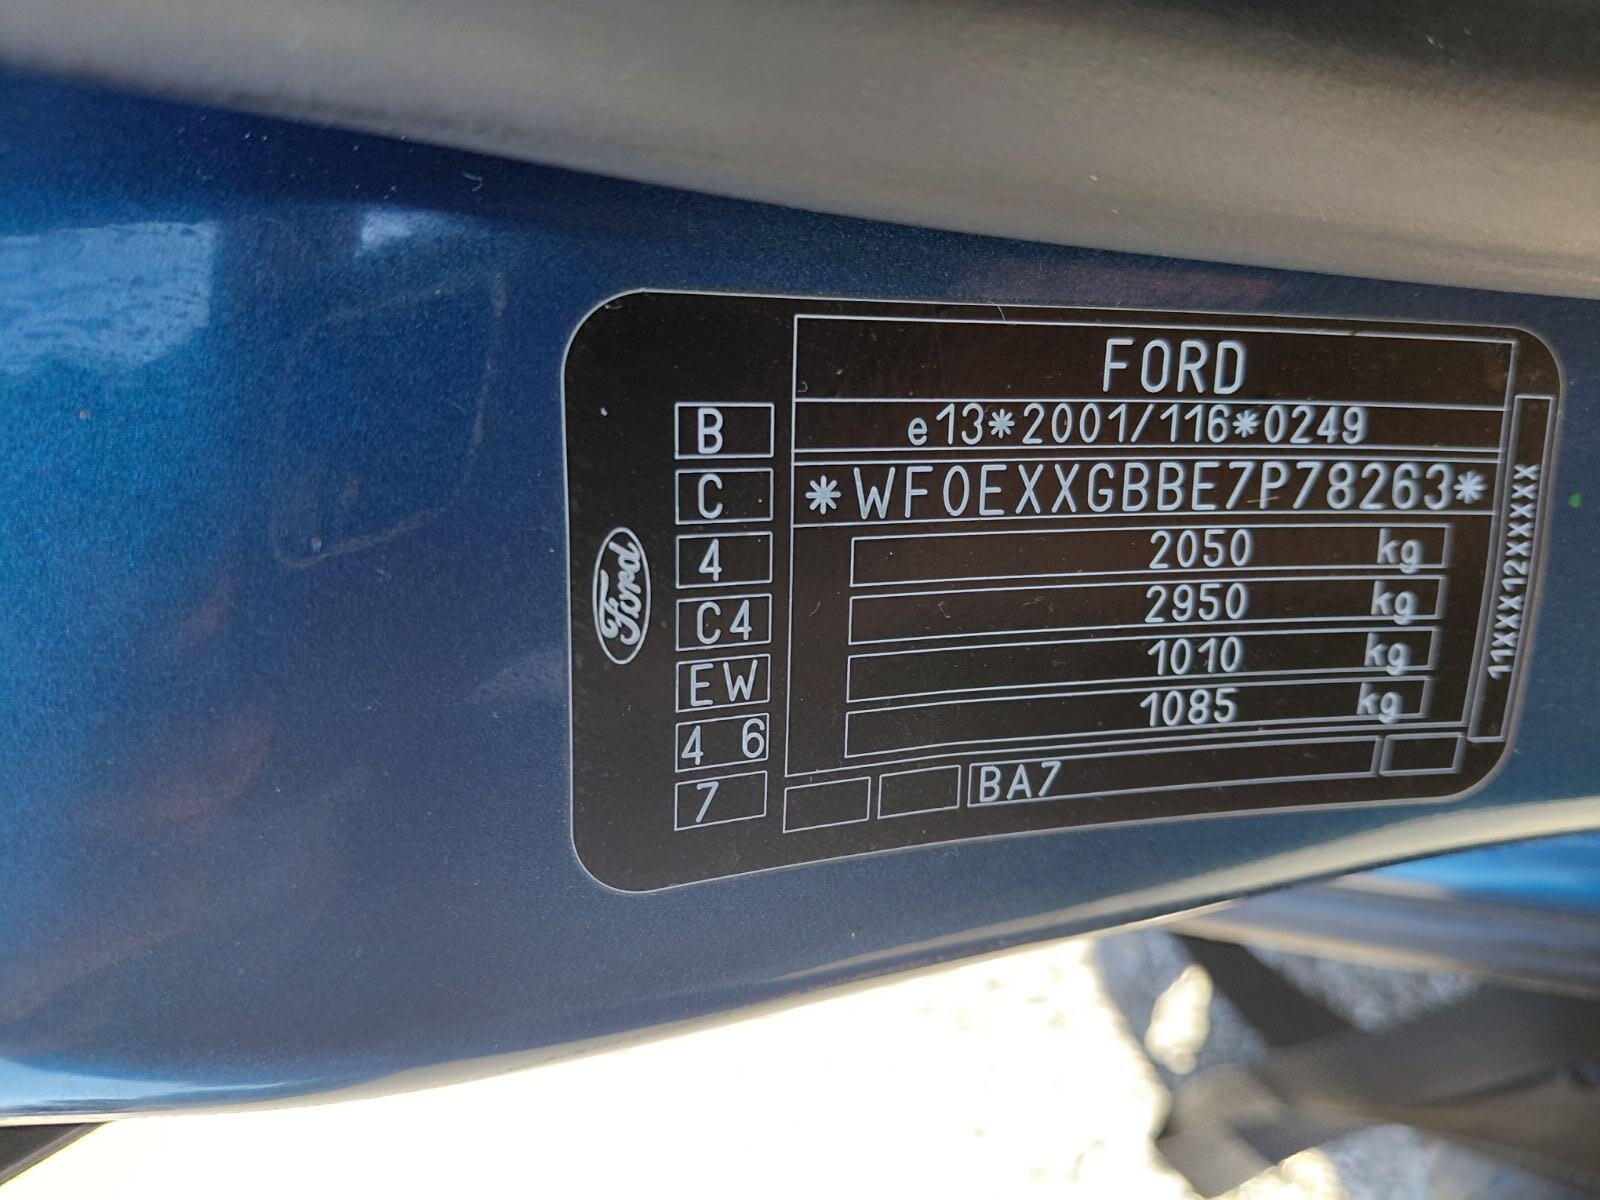 FORD
B
e13*2001/116*0249
C
*WF0EXXGBBE7P78263*
4
2050 kg
C4
2950 kg
EW
1010 kg
4 6
1085 kg
7
BA7
Ford
11XXX12XXXXX